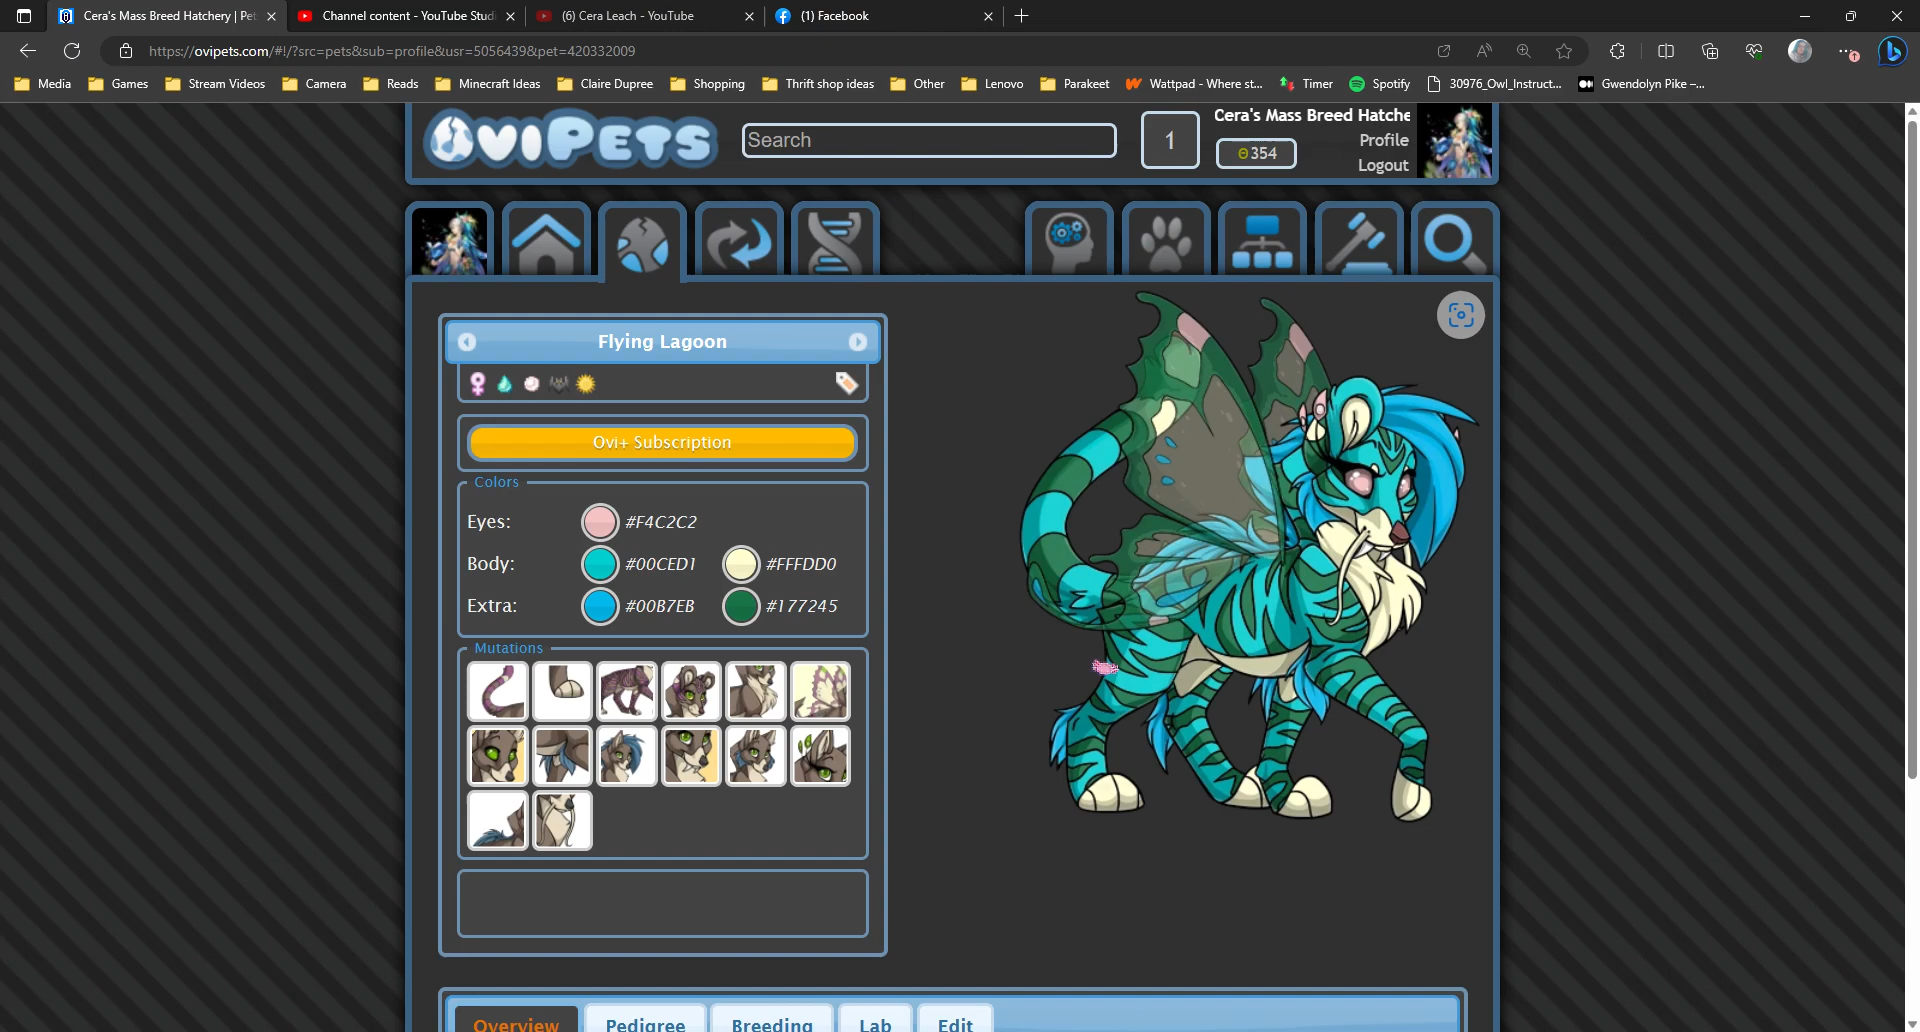 Cera's Mass Breed Hatchery | Pet
Channel content - YouTube Studi
(6) Cera Leach - YouTube
(1) Facebook
https://ovipets.com/#!/?src=pets&sub=profile&usr=5056439&pet=420332009
Media
Games
Stream Videos
Camera
Reads
Minecraft Ideas
Claire Dupree
Shopping
Thrift shop ideas
Other
Lenovo
Parakeet
Wattpad - Where st...
Timer
Spotify
30976_Owl_Instruct...
Gwendolyn Pike –...
OviPets
Search
1
Cera's Mass Breed Hatche
354
Profile
Logout
Flying Lagoon
Ovi+ Subscription
Colors
Eyes: #F4C2C2
Body: #00CED1 #FFFDD0
Extra: #00B7EB #177245
Mutations
Overview
Pedigree
Breeding
Lab
Edit